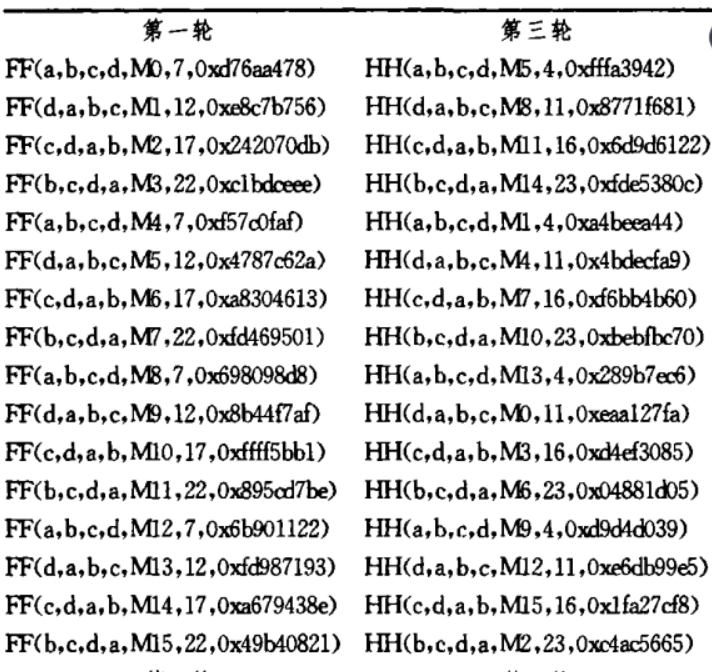 第一轮 第三轮
FF(a,b,c,d,M0,7,0xd76aa478) HH(a,b,c,d,M5,4,0xfffa3942)
FF(d,a,b,c,M1,12,0xe8c7b756) HH(d,a,b,c,M8,11,0x8771f681)
FF(c,d,a,b,M2,17,0x242070db) HH(c,d,a,b,M11,16,0x6d9d6122)
FF(b,c,d,a,M3,22,0xc1bdceee) HH(b,c,d,a,M14,23,0xfde5380c)
FF(a,b,c,d,M4,7,0xf57c0faf) HH(a,b,c,d,M1,4,0xa4beea44)
FF(d,a,b,c,M5,12,0x4787c62a) HH(d,a,b,c,M4,11,0x4bdecfa9)
FF(c,d,a,b,M6,17,0xa8304613) HH(c,d,a,b,M7,16,0xf6bb4b60)
FF(b,c,d,a,M7,22,0xfd469501) HH(b,c,d,a,M10,23,0xbebfbc70)
FF(a,b,c,d,M8,7,0x698098d8) HH(a,b,c,d,M13,4,0x289b7ec6)
FF(d,a,b,c,M9,12,0x8b44f7af) HH(d,a,b,c,M0,11,0xeaa127fa)
FF(c,d,a,b,M10,17,0xffff5bb1) HH(c,d,a,b,M3,16,0xd4ef3085)
FF(b,c,d,a,M11,22,0x895cd7be) HH(b,c,d,a,M6,23,0x04881d05)
FF(a,b,c,d,M12,7,0x6b901122) HH(a,b,c,d,M9,4,0xd9d4d039)
FF(d,a,b,c,M13,12,0xfd987193) HH(d,a,b,c,M12,11,0xe6db99e5)
FF(c,d,a,b,M14,17,0xa679438e) HH(c,d,a,b,M15,16,0x1fa27cf8)
FF(b,c,d,a,M15,22,0x49b40821) HH(b,c,d,a,M2,23,0xc4ac5665)